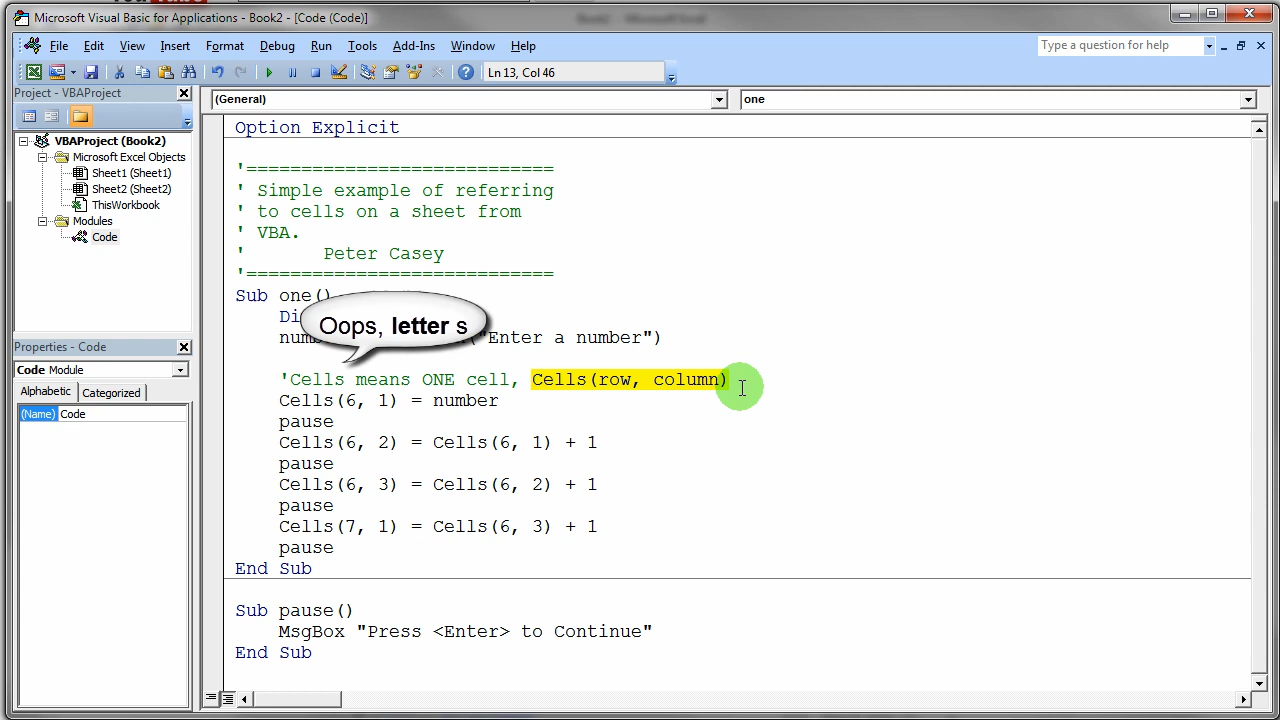 Microsoft Visual Basic for Applications - Book2 - [Code (Code)]
File Edit View Insert Format Debug Run Tools Add-Ins Window Help
Type a question for help
Ln 13, Col 46
Project - VBAProject
(General)
one
VBAProject (Book2)
Microsoft Excel Objects
Sheet1 (Sheet1)
Sheet2 (Sheet2)
ThisWorkbook
Modules
Code
Properties - Code
Code Module
Alphabetic Categorized
(Name) Code
Option Explicit
'============================
' Simple example of referring
' to cells on a sheet from
' VBA.
' Peter Casey
'============================
Sub one()
Oops, letter s
"Enter a number")
'Cells means ONE cell, Cells(row, column)
Cells(6, 1) = number
pause
Cells(6, 2) = Cells(6, 1) + 1
pause
Cells(6, 3) = Cells(6, 2) + 1
pause
Cells(7, 1) = Cells(6, 3) + 1
pause
End Sub
Sub pause()
MsgBox "Press <Enter> to Continue"
End Sub